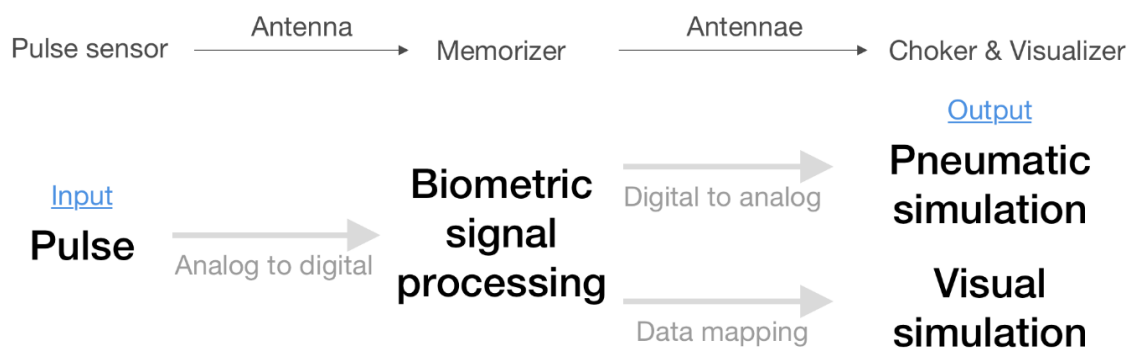 Pulse sensor
Antenna
Memorizer
Antennae
Choker & Visualizer
Input
Pulse
Analog to digital
Biometric
signal
processing
Digital to analog
Data mapping
Output
Pneumatic
simulation
Visual
simulation